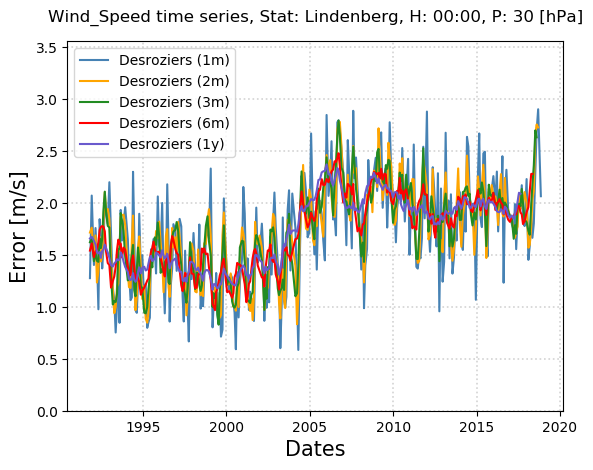 Wind_Speed time series, Stat: Lindenberg, H: 00:00, P: 30 [hPa]
Error [m/s]
3.5
3.0
2.5
2.0
1.5
1.0
0.5
0.0
Desroziers (1m)
Desroziers (2m)
Desroziers (3m)
Desroziers (6m)
Desroziers (1y)
1995 2000 2005 2010 2015 2020
Dates